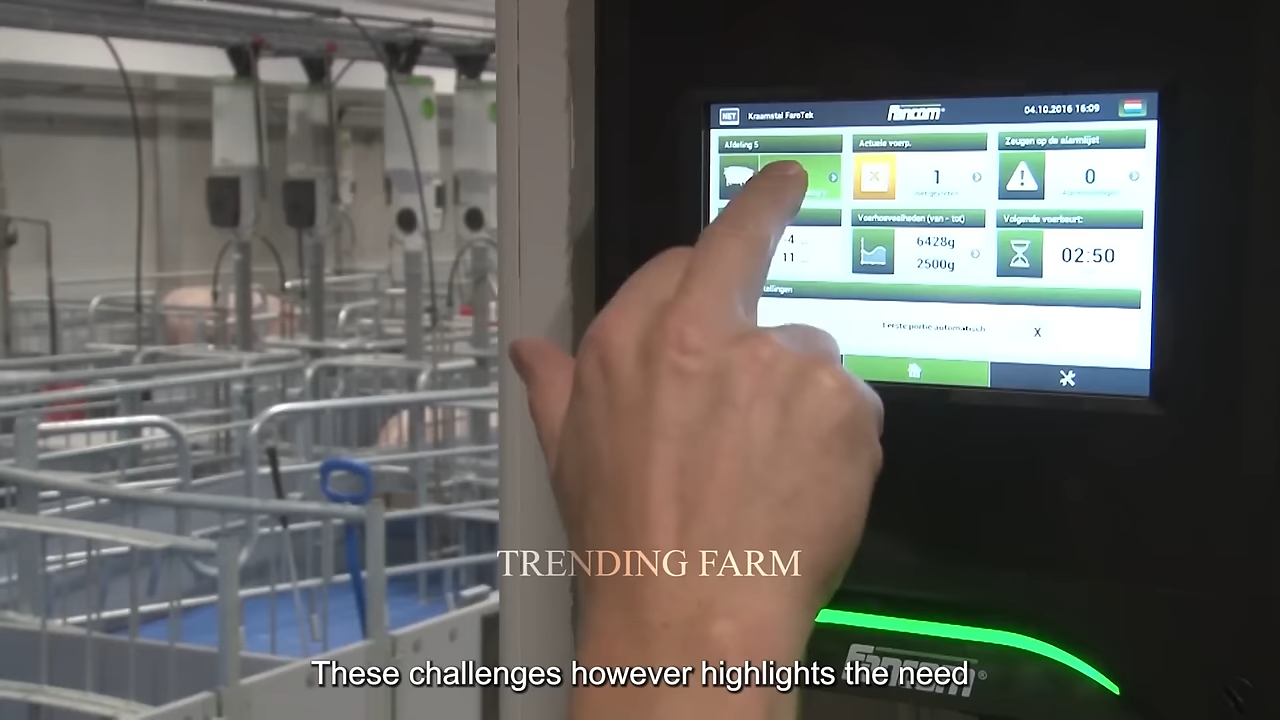 NET Kraamstal FaroTek fancom® 04.10.2016 16:09
Afdeling 5 Actuele voerp. Zeugen op de alarmlijst
1 0
Voerhoeveelheden (van - tot) Volgende voerbeurt:
-4 ... 6428g 02:50
11 ... 2500g
Eerste portie automatisch X
TRENDING FARM
fancom®
These challenges however highlights the need